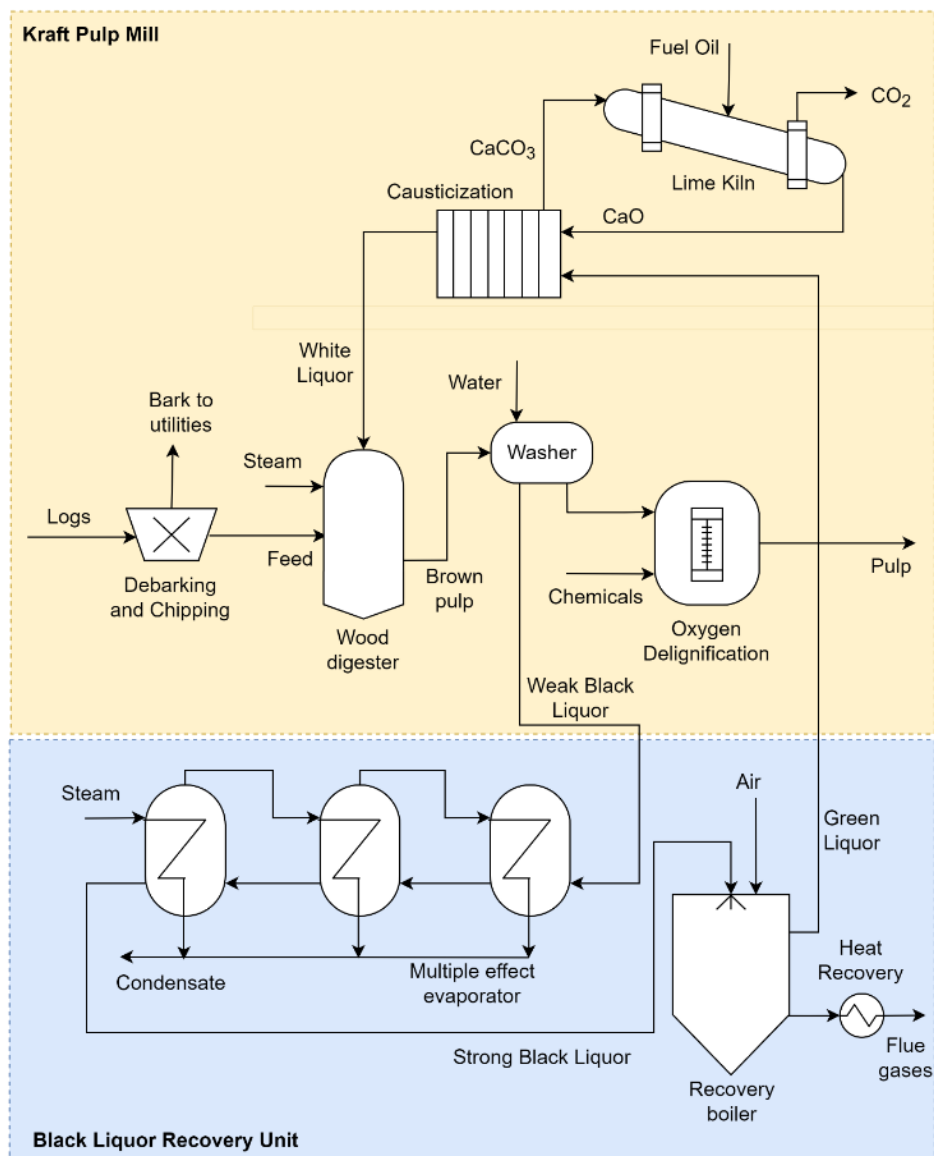 Kraft Pulp Mill
Fuel Oil
CO2
CaCO3
Lime Kiln
Causticization
CaO
White
Liquor
Water
Bark to
utilities
Washer
Steam
Logs
Feed
Brown
pulp
Chemicals
Pulp
Debarking
and Chipping
Wood
digester
Oxygen
Delignification
Weak Black
Liquor
Steam
Air
Green
Liquor
Condensate
Multiple effect
evaporator
Heat
Recovery
Strong Black Liquor
Flue
gases
Recovery
boiler
Black Liquor Recovery Unit